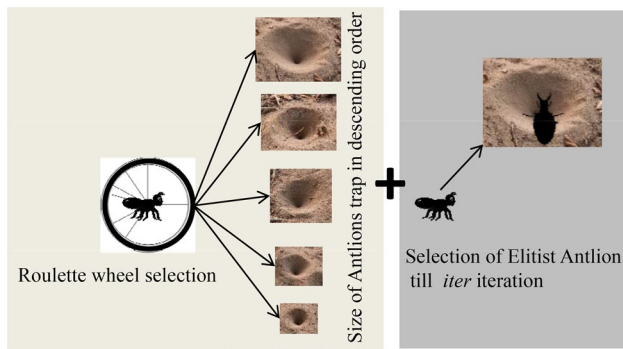 Roulette wheel selection
Size of Antlions trap in descending order
+
Selection of Elitist Antlion
till iter iteration